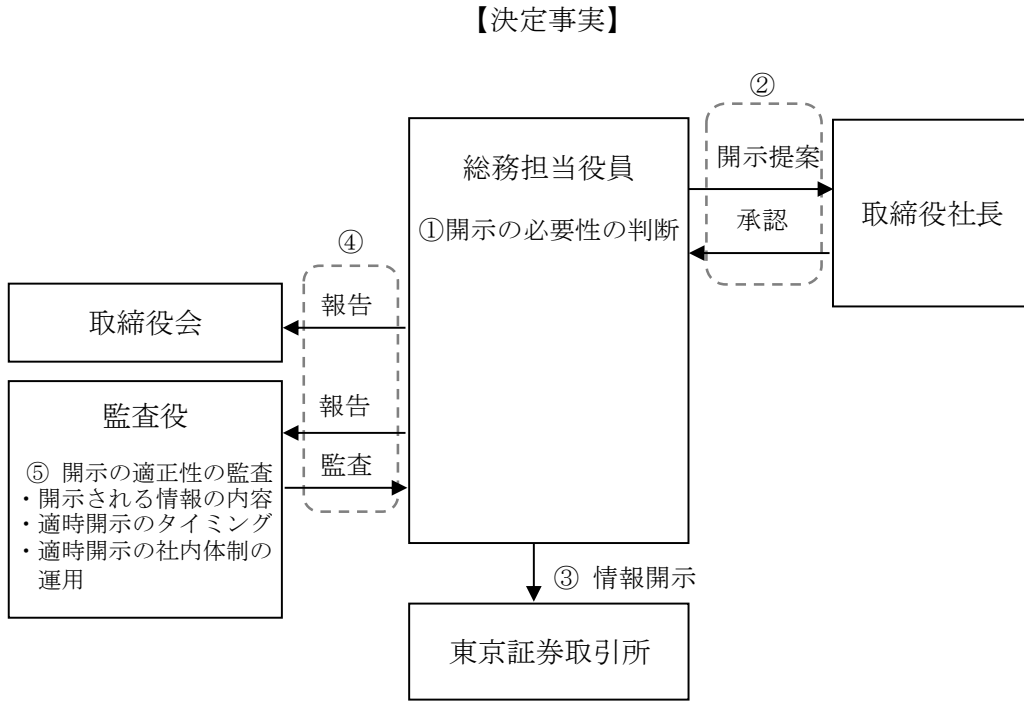 【決定事実】
②
総務担当役員
①開示の必要性の判断
開示提案
承認
取締役社長
④
報告
取締役会
報告
監査
監査役
⑤ 開示の適正性の監査
・開示される情報の内容
・適時開示のタイミング
・適時開示の社内体制の
運用
③ 情報開示
東京証券取引所